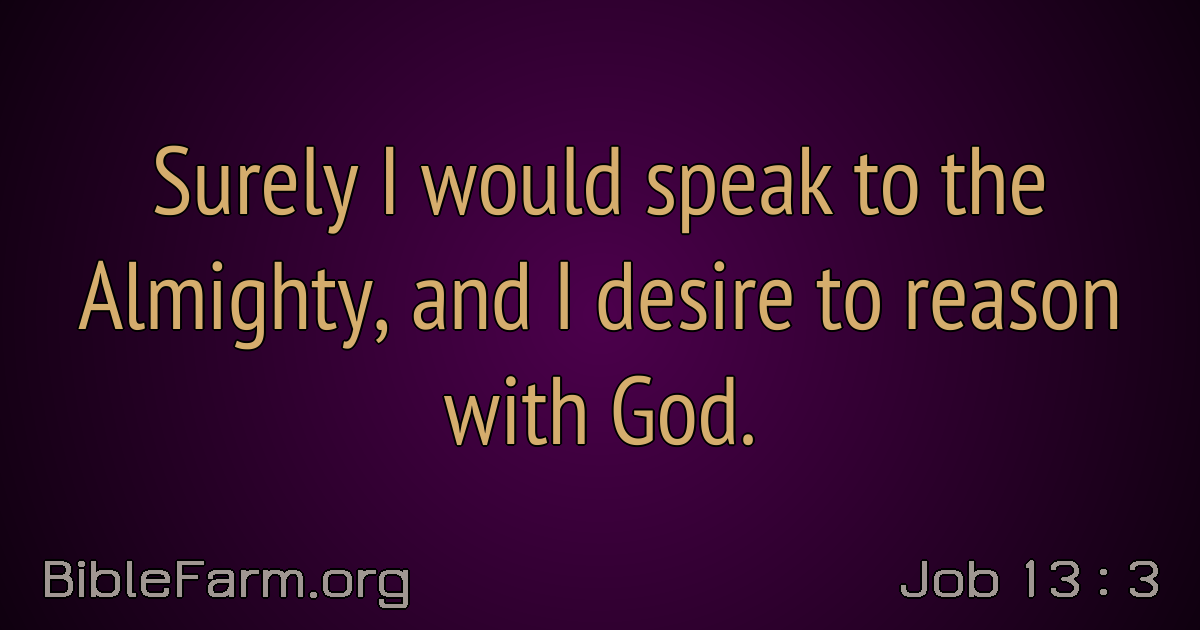 Surely I would speak to the
Almighty, and I desire to reason
with God.
BibleFarm.org
Job 13 : 3